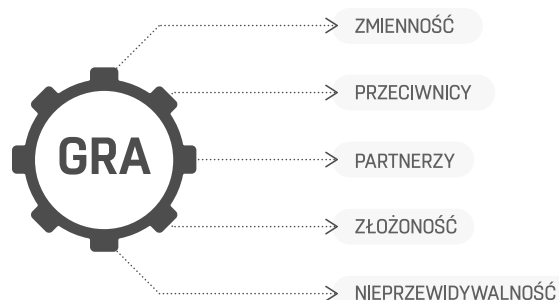 GRA
ZMIENNOŚĆ
PRZECIWNICY
PARTNERZY
ZŁOŻONOŚĆ
NIEPRZEWIDYWALNOŚĆ